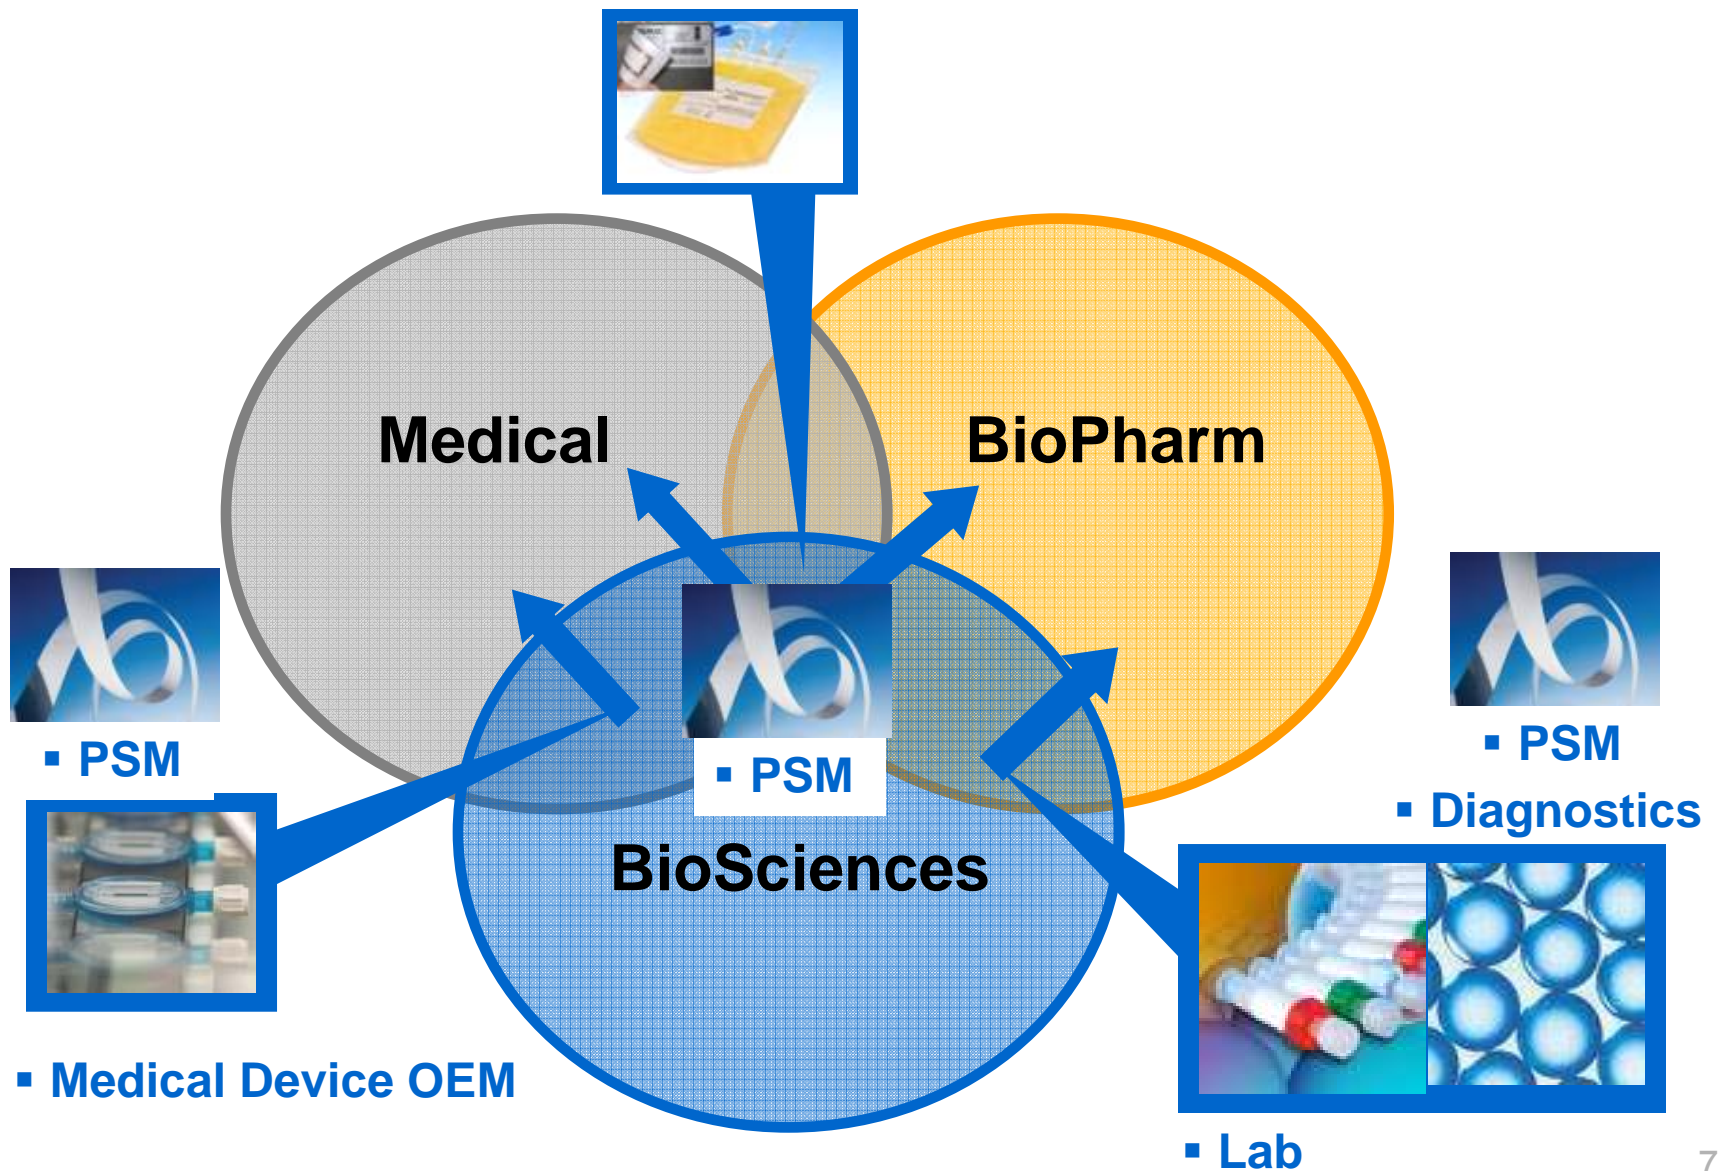 Medical
BioPharm
▪ PSM
▪ PSM
▪ PSM
▪ Diagnostics
BioSciences
▪ Medical Device OEM
▪ Lab
7